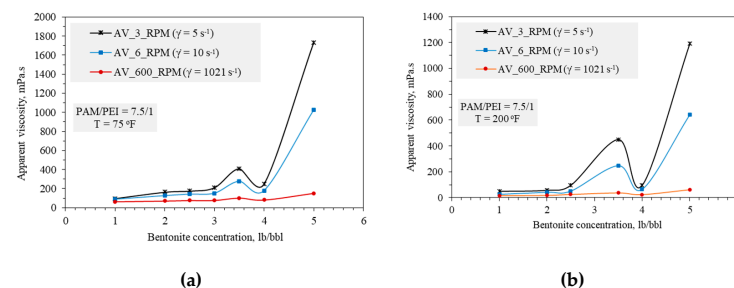 AV_3_RPM (γ̇ = 5 s⁻¹)
AV_6_RPM (γ̇ = 10 s⁻¹)
AV_600_RPM (γ̇ = 1021 s⁻¹)
PAM/PEI = 7.5/1
T = 75 ⁰F
Apparent viscosity, mPa.s
2000
1800
1600
1400
1200
1000
800
600
400
200
0
0 1 2 3 4 5 6
Bentonite concentration, lb/bbl
(a)
AV_3_RPM (γ̇ = 5 s⁻¹)
AV_6_RPM (γ̇ = 10 s⁻¹)
AV_600_RPM (γ̇ = 1021 s⁻¹)
PAM/PEI = 7.5/1
T = 200 ⁰F
Apparent viscosity, mPa.s
1400
1200
1000
800
600
400
200
0
0 1 2 3 4 5
Bentonite concentration, lb/bbl
(b)